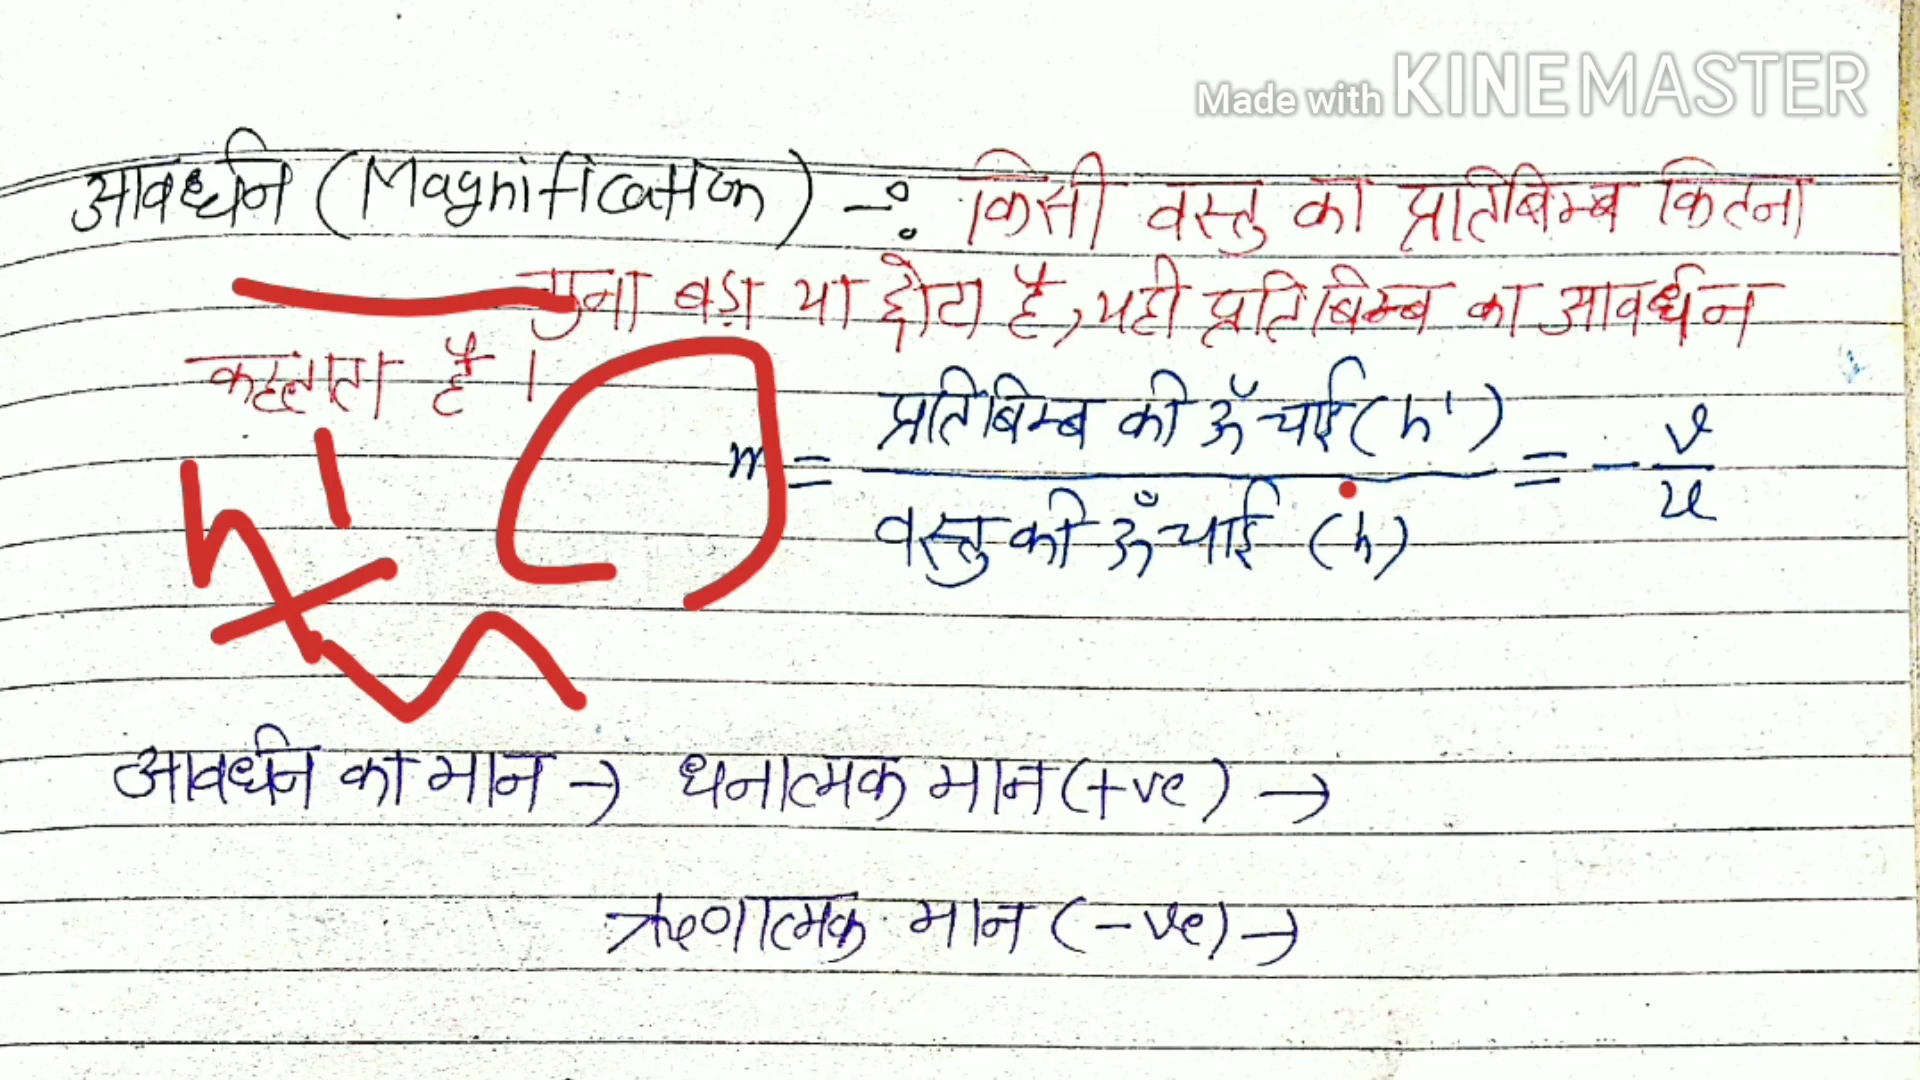 Made with KINEMASTER
आवर्धन (Magnification) -: किसी वस्तु का प्रतिबिम्ब कितना
गुना बड़ा या छोटा है, यही प्रतिबिम्ब का आवर्धन
कहलाता है ।
m = प्रतिबिम्ब की ऊँचाई (h') / वस्तु की ऊँचाई (h) = - v/u
h'
h
आवर्धन का मान → धनात्मक मान (+ve) →
ऋणात्मक मान (-ve) →